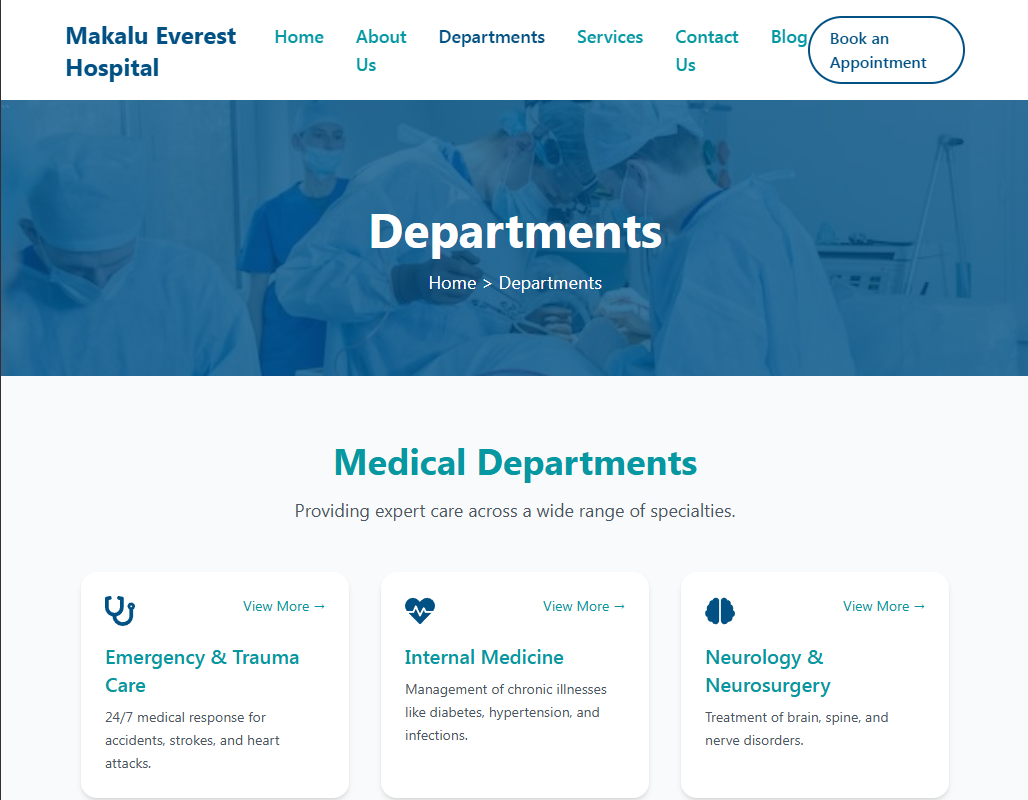 Makalu Everest
Hospital
Home
About
Us
Departments
Services
Contact
Us
Blog
Book an
Appointment
Departments
Home > Departments
Medical Departments
Providing expert care across a wide range of specialties.
View More →
Emergency & Trauma
Care
24/7 medical response for
accidents, strokes, and heart
attacks.
View More →
Internal Medicine
Management of chronic illnesses
like diabetes, hypertension, and
infections.
View More →
Neurology &
Neurosurgery
Treatment of brain, spine, and
nerve disorders.